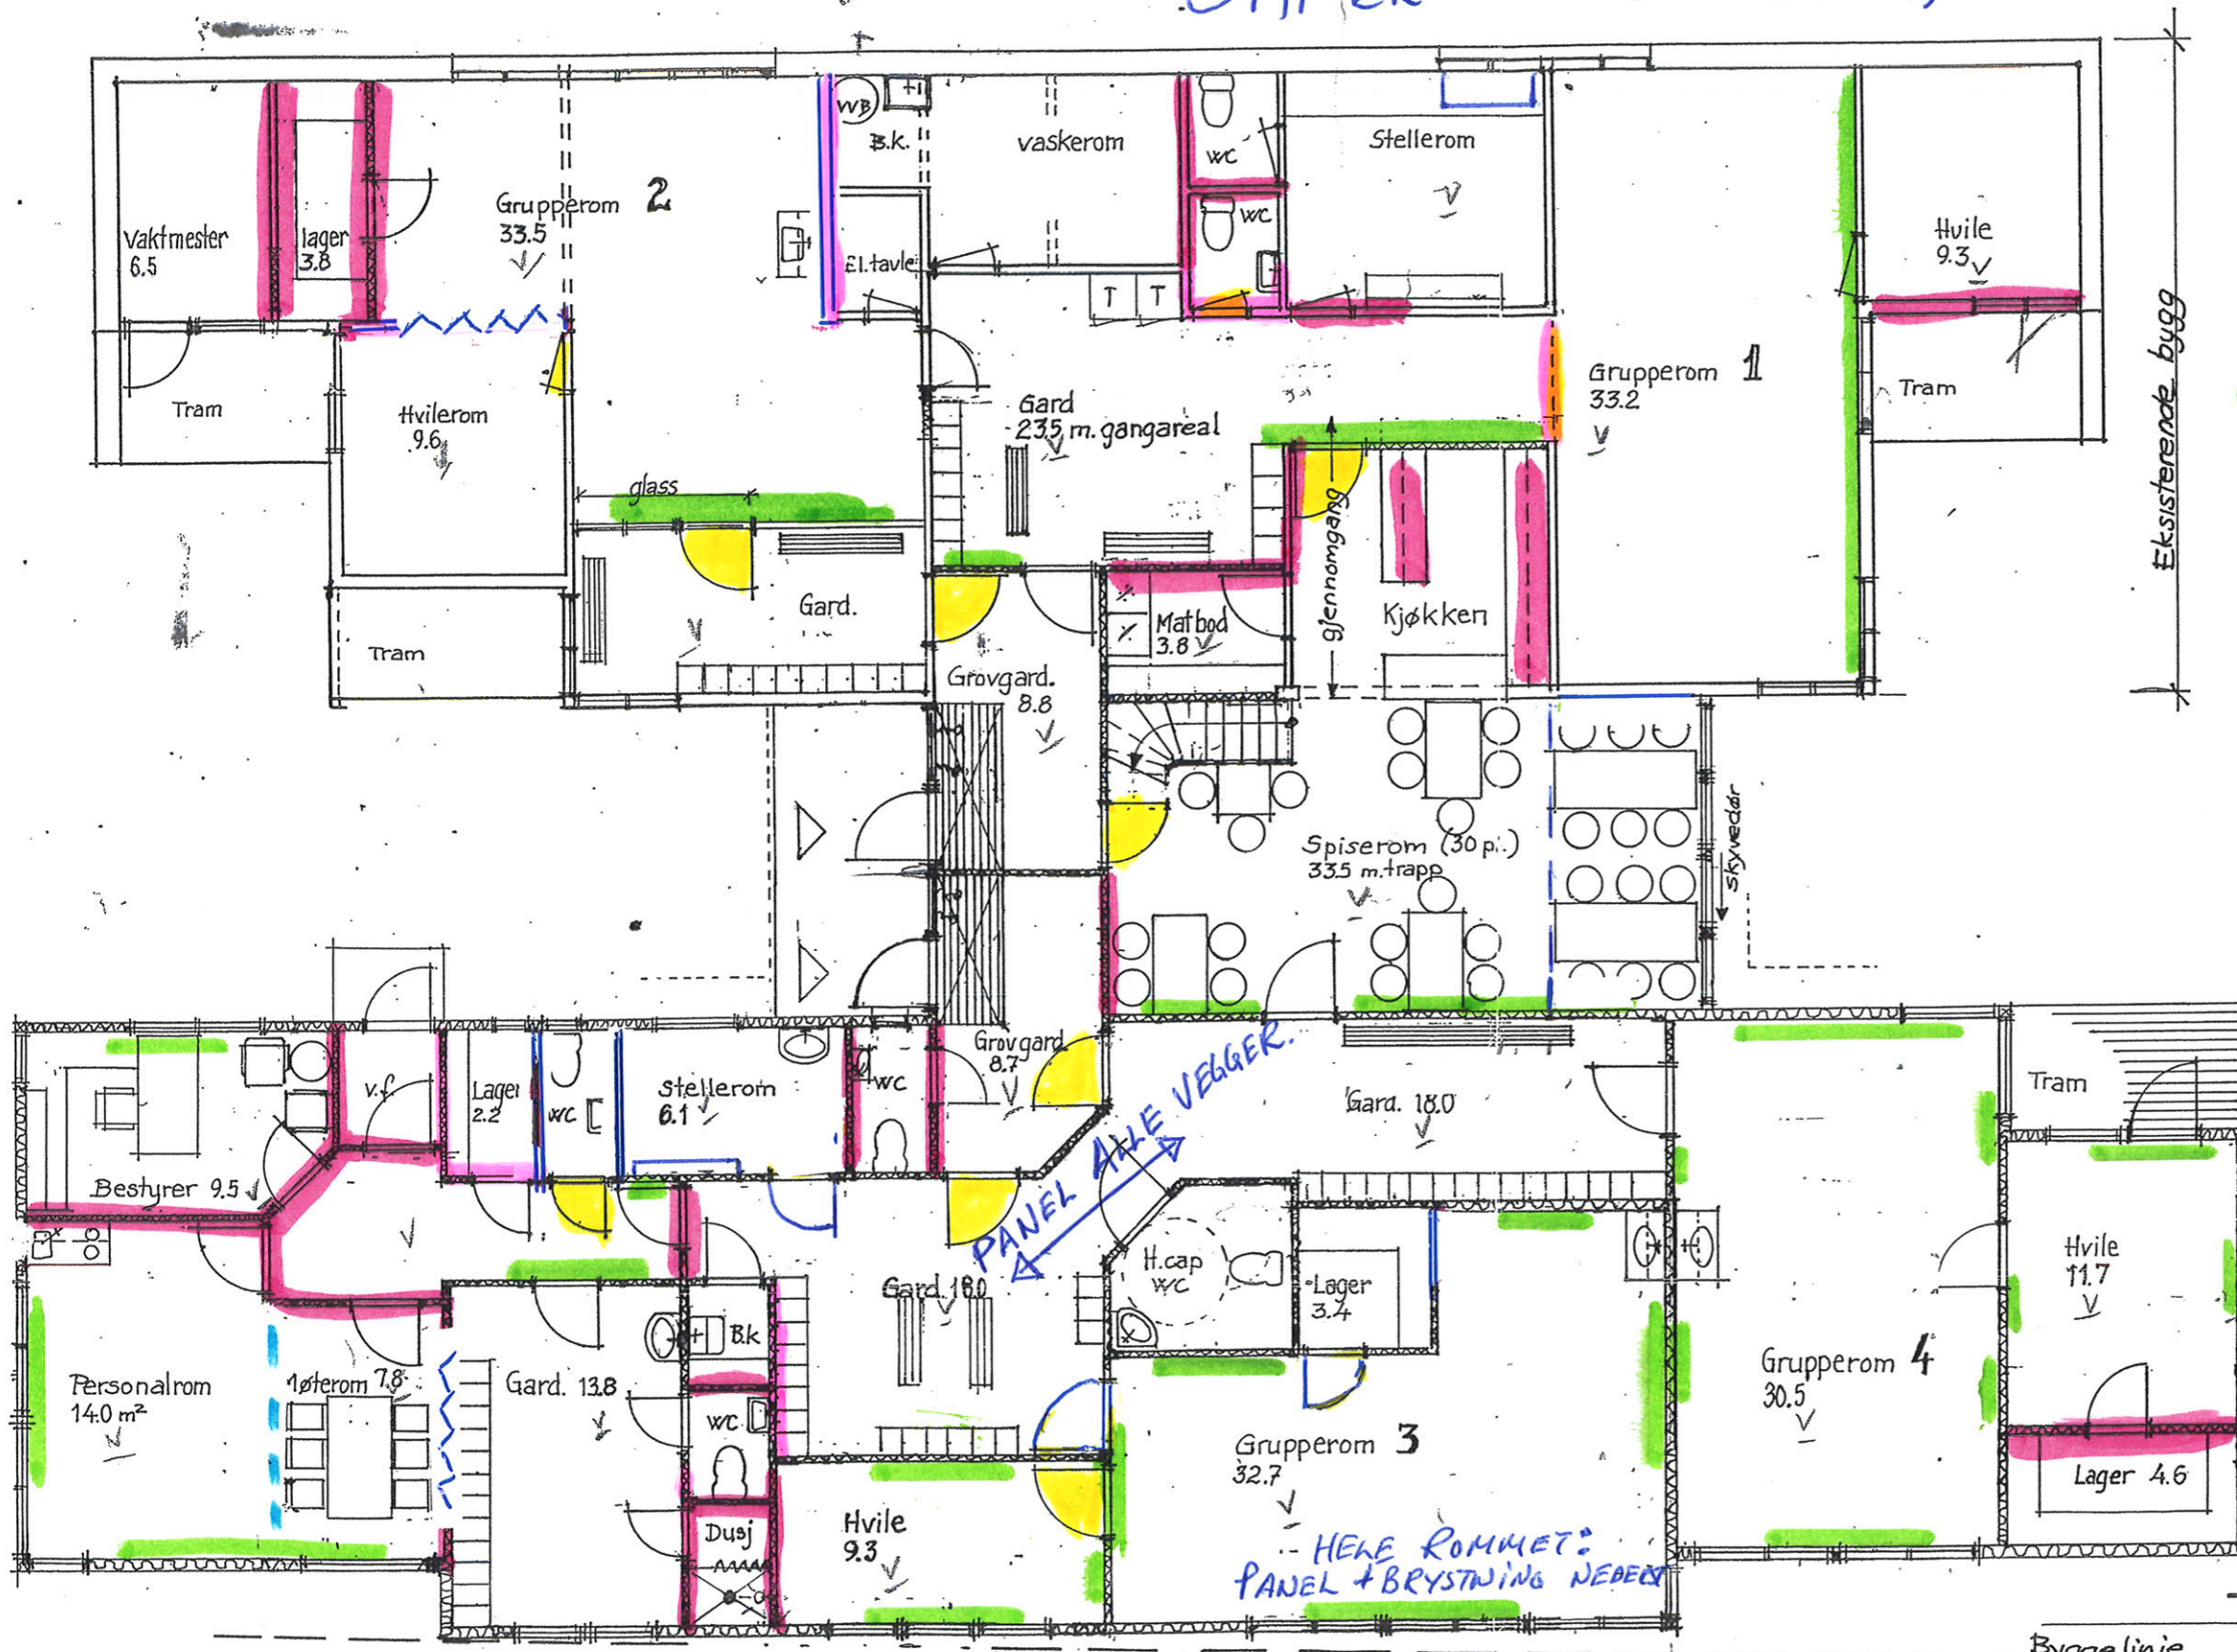 WB
B.k.
vaskerom
WC
Stellerom
WC
Grupperom 2
33.5
Vaktmester
6.5
lager
3.8
El.tavle
T T
Hvile
9.3
Grupperom 1
33.2
Tram
Hvilerom
9.6
Gard
23.5 m. gangareal
Tram
Eksisterende bygg
glass
gjennomgang
Gard.
Matbod
3.8
Kjøkken
Tram
Grovgard.
8.8
Spiserom (30 pl.)
33.5 m. trapp
skyvedør
Grovgard
8.7
v.f.
Lager
2.2
WC
Stellerom
6.1
WC
Gard. 18.0
Tram
PANEL ALLE VEGGER.
Bestyrer 9.5
H.cap
WC
Lager
3.4
Hvile
11.7
Gard. 18.0
B.k
Personalrom
14.0 m²
Møterom 7.8
Gard. 13.8
WC
Grupperom 4
30.5
Grupperom 3
32.7
Lager 4.6
Dusj
Hvile
9.3
HELE ROMMET:
PANEL + BRYSTNING NEDERST
Byggelinje